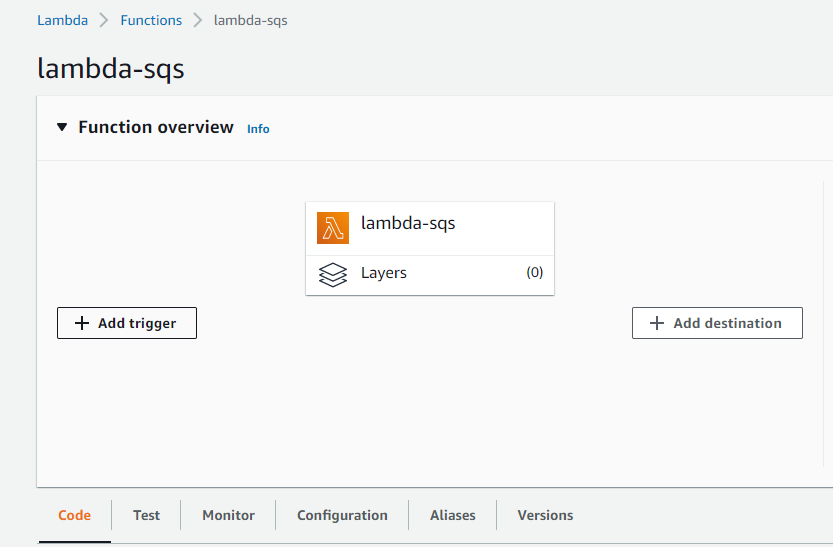 Lambda > Functions > lambda-sqs
lambda-sqs
Function overview Info
lambda-sqs
Layers (0)
+ Add trigger
+ Add destination
Code Test Monitor Configuration Aliases Versions